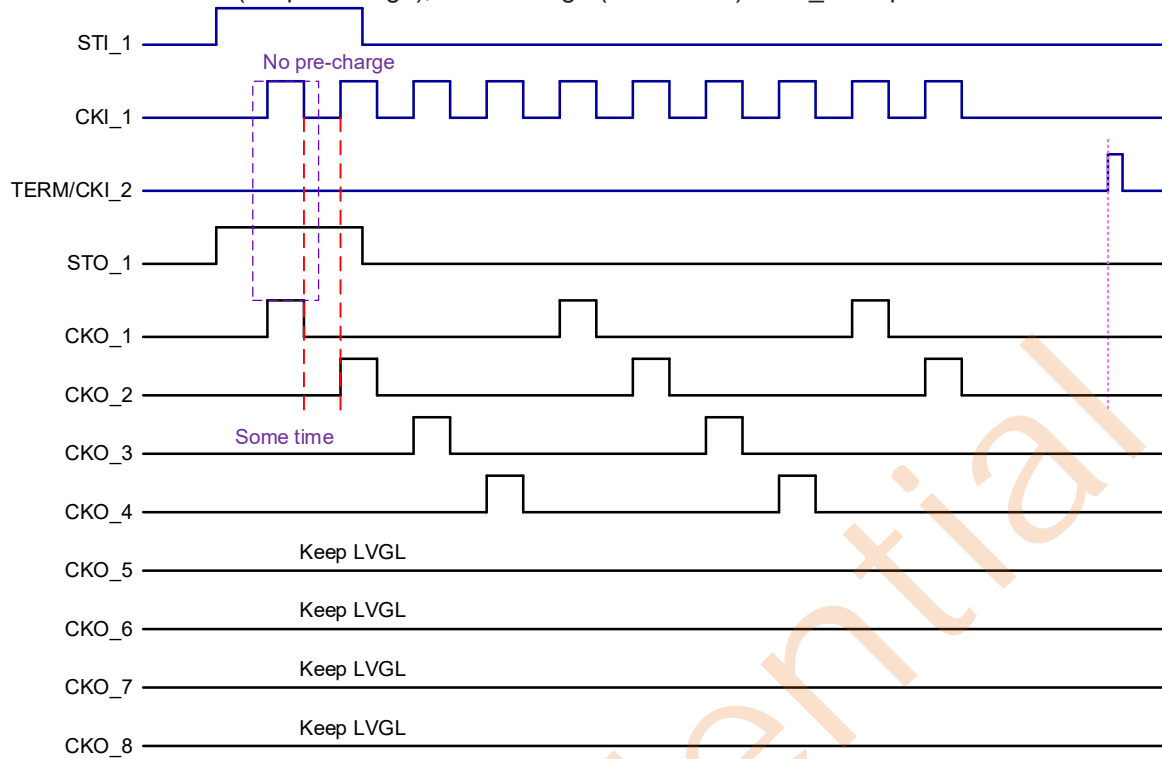 STI_1
No pre-charge
CKI_1
TERM/CKI_2
STO_1
CKO_1
CKO_2
Some time
CKO_3
CKO_4
Keep LVGL
CKO_5
Keep LVGL
CKO_6
Keep LVGL
CKO_7
Keep LVGL
CKO_8
ential